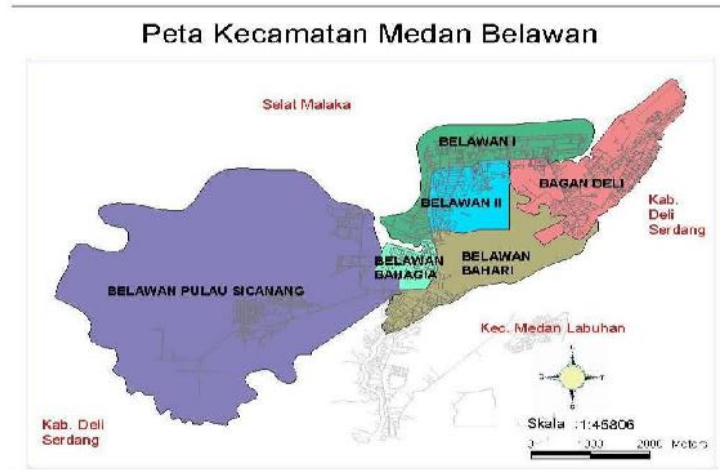 Peta Kecamatan Medan Belawan
Selat Malaka
BELAWAN I
BAGAN DELI
BELAWAN II
Kab.
Deli
Serdang
BELAWAN
BAHAGIA
BELAWAN
BAHARI
BELAWAN PULAU SICANANG
Kec. Medan Labuhan
Kab. Deli
Serdang
Skala :1:45806
2000 Meters